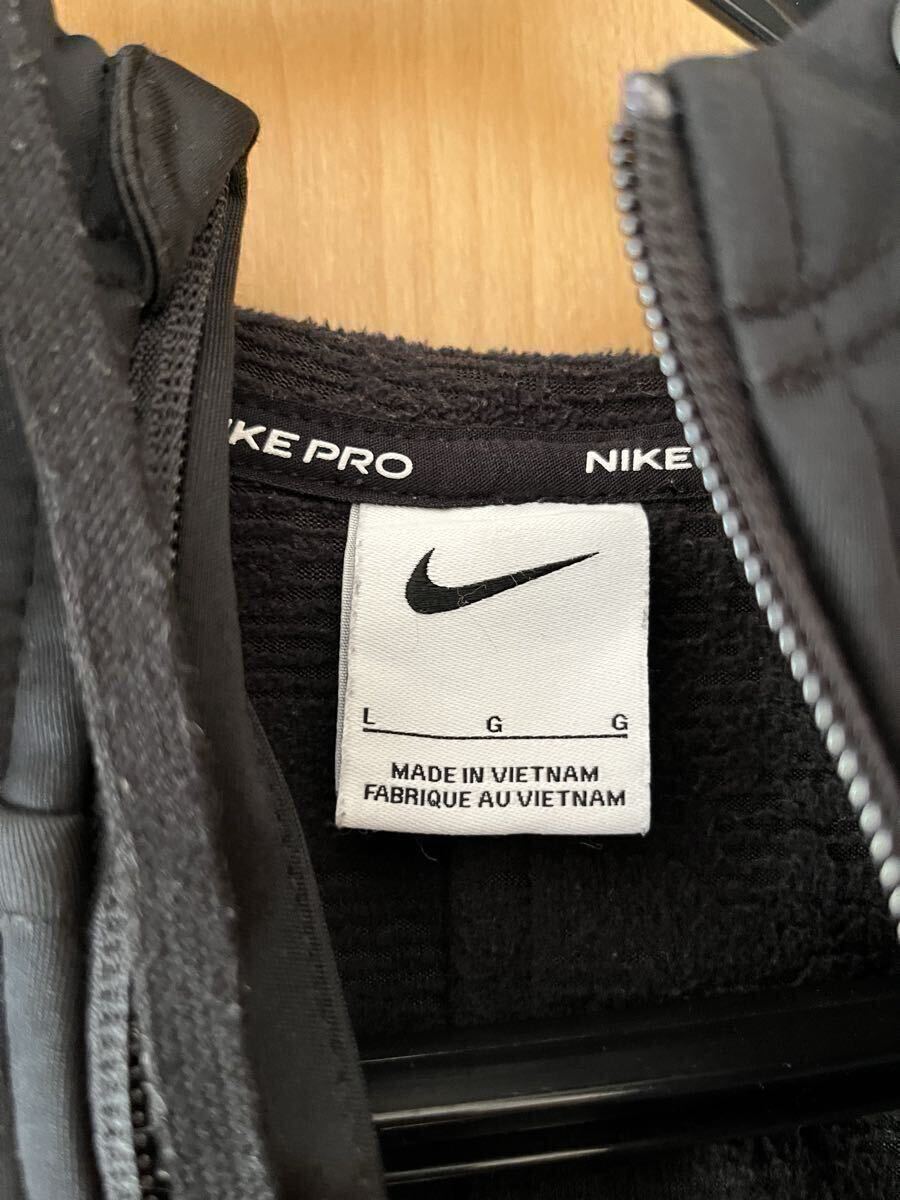 KE PRO NIKE
L G G
MADE IN VIETNAM
FABRIQUE AU VIETNAM